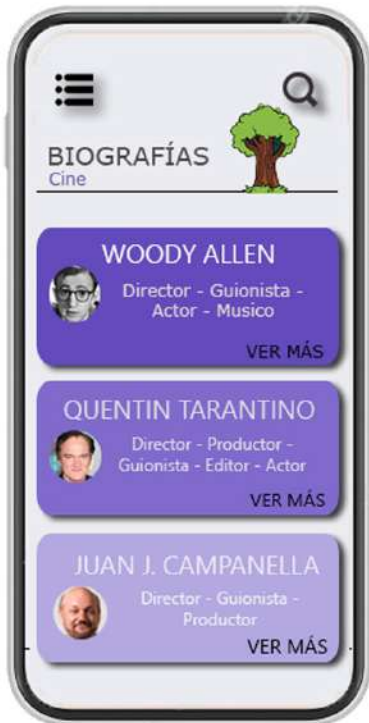 BIOGRAFÍAS
Cine
WOODY ALLEN
Director - Guionista -
Actor - Musico
VER MÁS
QUENTIN TARANTINO
Director - Productor -
Guionista - Editor - Actor
VER MÁS
JUAN J. CAMPANELLA
Director - Guionista -
Productor
VER MÁS